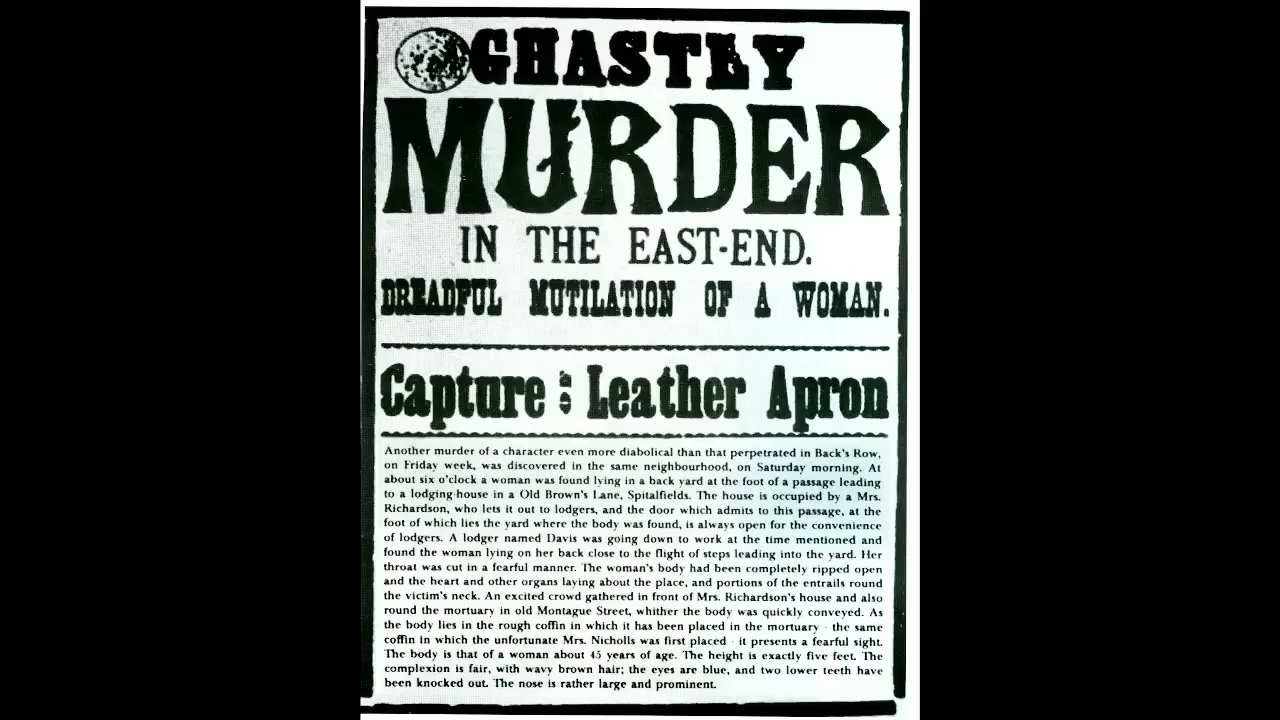 GHASTLY
MURDER
IN THE EAST-END.
DREADFUL MUTILATION OF A WOMAN.
Capture : Leather Apron
Another murder of a character even more diabolical than that perpetrated in Back's Row,
on Friday week, was discovered in the same neighbourhood, on Saturday morning. At
about six o'clock a woman was found lying in a back yard at the foot of a passage leading
to a lodging-house in a Old Brown's Lane, Spitalfields. The house is occupied by a Mrs.
Richardson, who lets it out to lodgers, and the door which admits to this passage, at the
foot of which lies the yard where the body was found, is always open for the convenience
of lodgers. A lodger named Davis was going down to work at the time mentioned and
found the woman lying on her back close to the flight of steps leading into the yard. Her
throat was cut in a fearful manner. The woman's body had been completely ripped open
and the heart and other organs laying about the place, and portions of the entrails round
the victim's neck. An excited crowd gathered in front of Mrs. Richardson's house and also
round the mortuary in old Montague Street, whither the body was quickly conveyed. As
the body lies in the rough coffin in which it has been placed in the mortuary - the same
coffin in which the unfortunate Mrs. Nicholls was first placed - it presents a fearful sight.
The body is that of a woman about 45 years of age. The height is exactly five feet. The
complexion is fair, with wavy brown hair; the eyes are blue, and two lower teeth have
been knocked out. The nose is rather large and prominent.